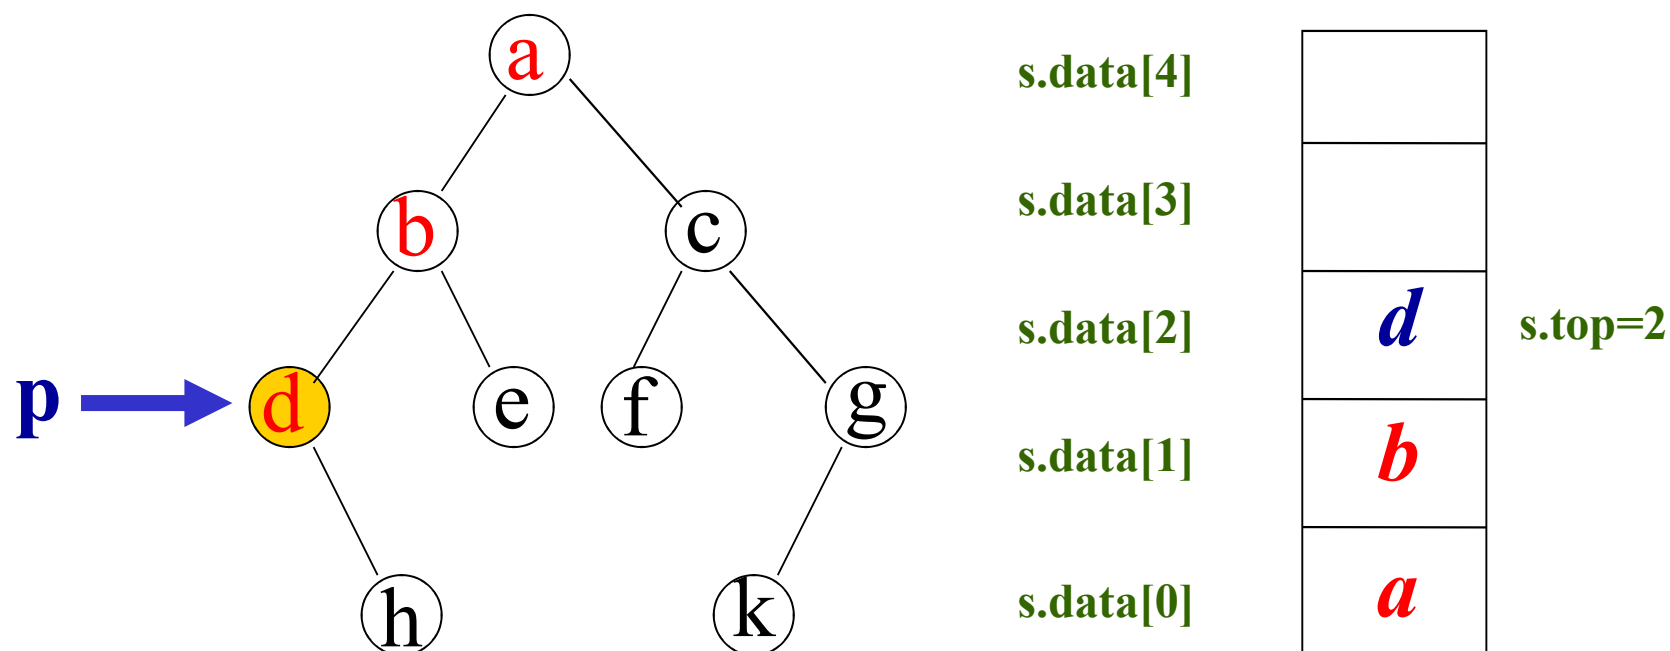 a
s.data[4]
b
c
s.data[3]
p
d
e
f
g
s.data[2]
d
s.top=2
s.data[1]
b
h
k
s.data[0]
a